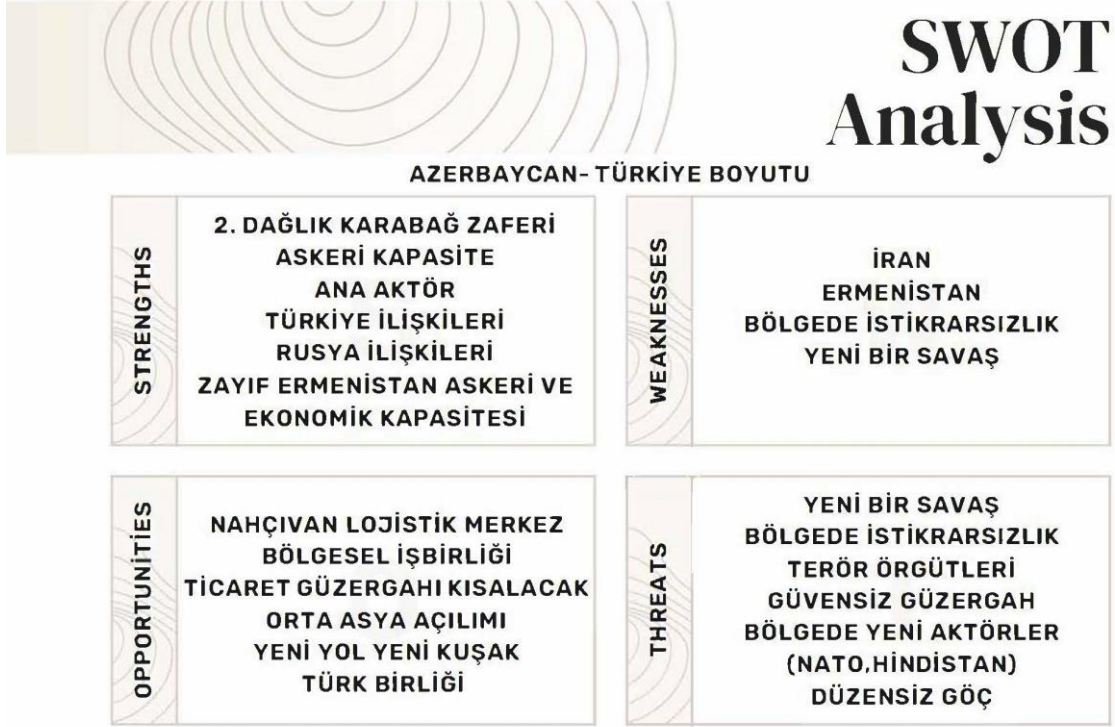 SWOT
Analysis
AZERBAYCAN- TÜRKİYE BOYUTU
STRENGTHS
2. DAĞLIK KARABAĞ ZAFERİ
ASKERİ KAPASİTE
ANA AKTÖR
TÜRKİYE İLİŞKİLERİ
RUSYA İLİŞKİLERİ
ZAYIF ERMENİSTAN ASKERİ VE
EKONOMİK KAPASİTESİ
WEAKNESSES
İRAN
ERMENİSTAN
BÖLGEDE İSTİKRARSIZLIK
YENİ BİR SAVAŞ
OPPORTUNİTİES
NAHÇIVAN LOJİSTİK MERKEZ
BÖLGESEL İŞBİRLİĞİ
TİCARET GÜZERGAHI KISALACAK
ORTA ASYA AÇILIMI
YENİ YOL YENİ KUŞAK
TÜRK BİRLİĞİ
THREATS
YENİ BİR SAVAŞ
BÖLGEDE İSTİKRARSIZLIK
TERÖR ÖRGÜTLERİ
GÜVENSİZ GÜZERGAH
BÖLGEDE YENİ AKTÖRLER
(NATO,HİNDİSTAN)
DÜZENSİZ GÖÇ